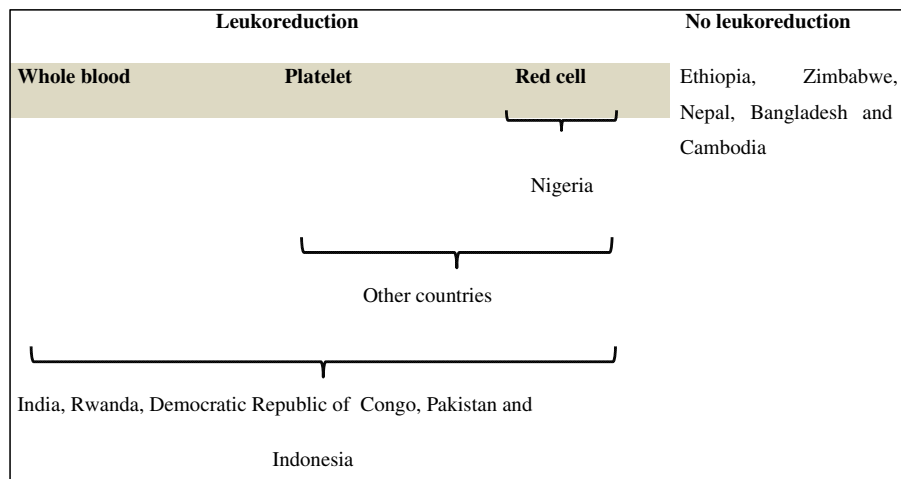 Leukoreduction
No leukoreduction
Whole blood
Platelet
Red cell
Ethiopia, Zimbabwe,
Nepal, Bangladesh and
Cambodia
Nigeria
Other countries
India, Rwanda, Democratic Republic of Congo, Pakistan and
Indonesia